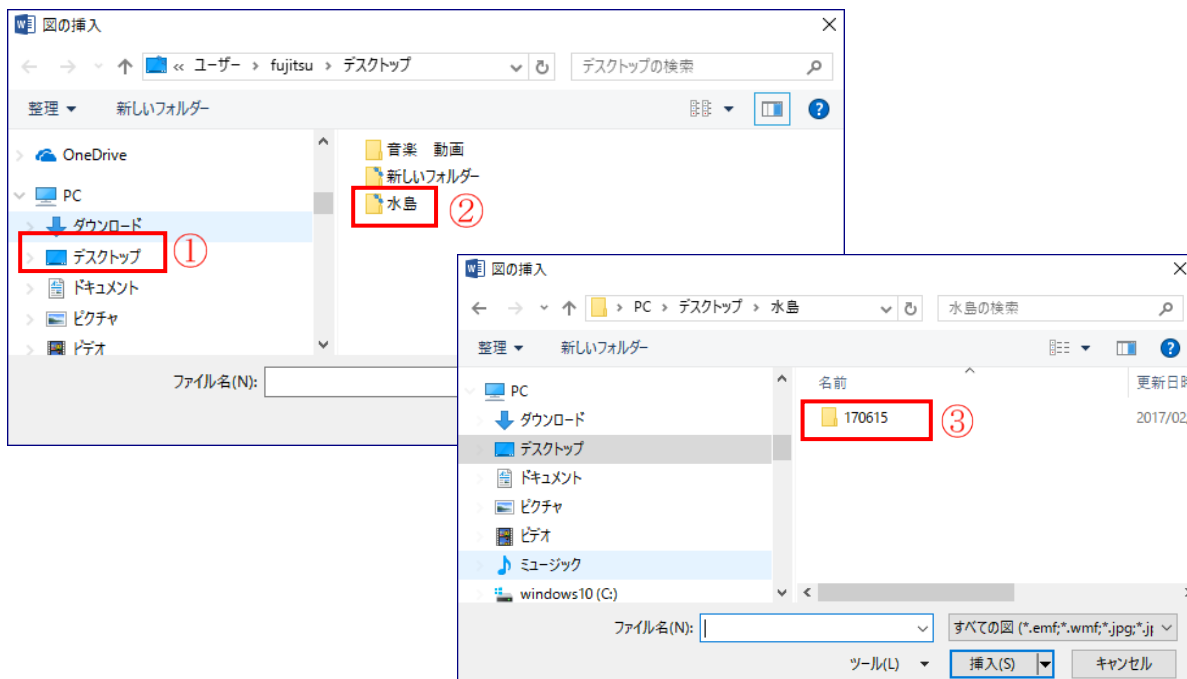 図の挿入
« ユーザー › fujitsu › デスクトップ
デスクトップの検索
整理
新しいフォルダー
OneDrive
PC
ダウンロード
デスクトップ
ドキュメント
ピクチャ
ビデオ
①
音楽　動画
新しいフォルダー
水島
②
ファイル名(N):
図の挿入
› PC › デスクトップ › 水島
水島の検索
整理
新しいフォルダー
PC
ダウンロード
デスクトップ
ドキュメント
ピクチャ
ビデオ
ミュージック
windows10 (C:)
名前
更新日時
170615
2017/02
③
ファイル名(N):
すべての図 (*.emf;*.wmf;*.jpg;*.j
ツール(L)
挿入(S)
キャンセル